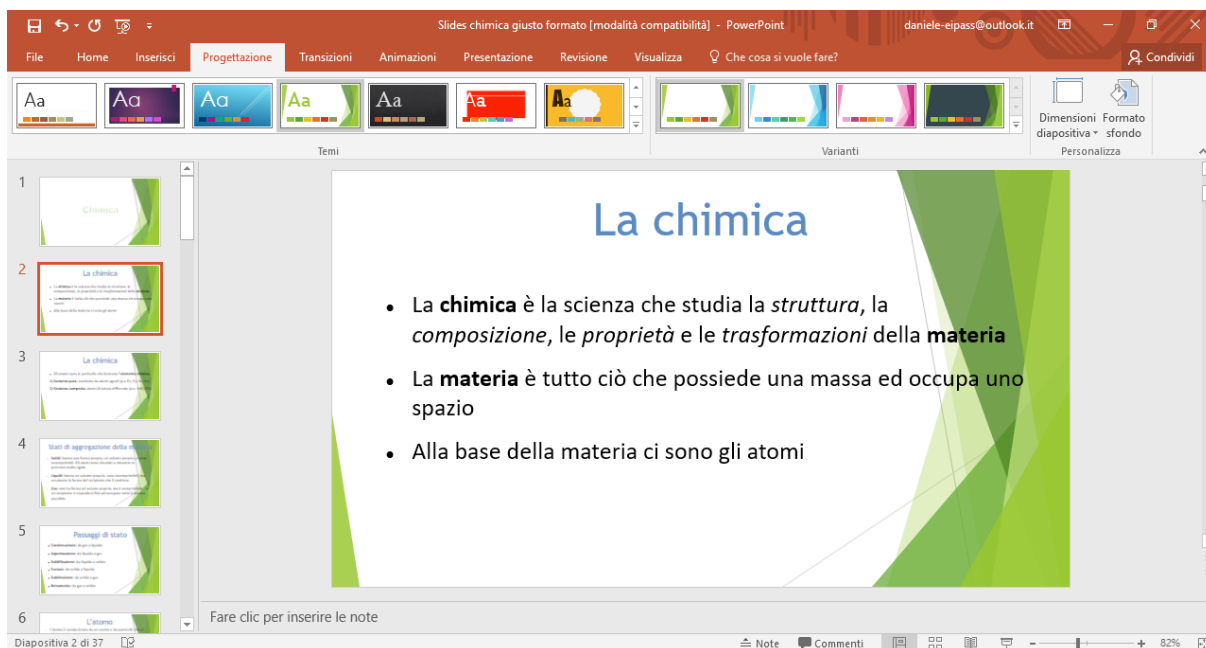 Slides chimica giusto formato [modalità compatibilità] - PowerPoint
daniele-eipass@outlook.it
File Home Inserisci Progettazione Transizioni Animazioni Presentazione Revisione Visualizza Che cosa si vuole fare? Condividi
Aa Aa Aa Aa Aa Aa Aa
Dimensioni diapositiva
Formato sfondo
Temi
Varianti
Personalizza
1
Chimica
2
La chimica
3
La chimica
4
Stati di aggregazione della
5
Passaggi di stato
6
L'atomo
La chimica
• La chimica è la scienza che studia la struttura, la
composizione, le proprietà e le trasformazioni della materia
• La materia è tutto ciò che possiede una massa ed occupa uno
spazio
• Alla base della materia ci sono gli atomi
Fare clic per inserire le note
Diapositiva 2 di 37
Note Commenti 82%